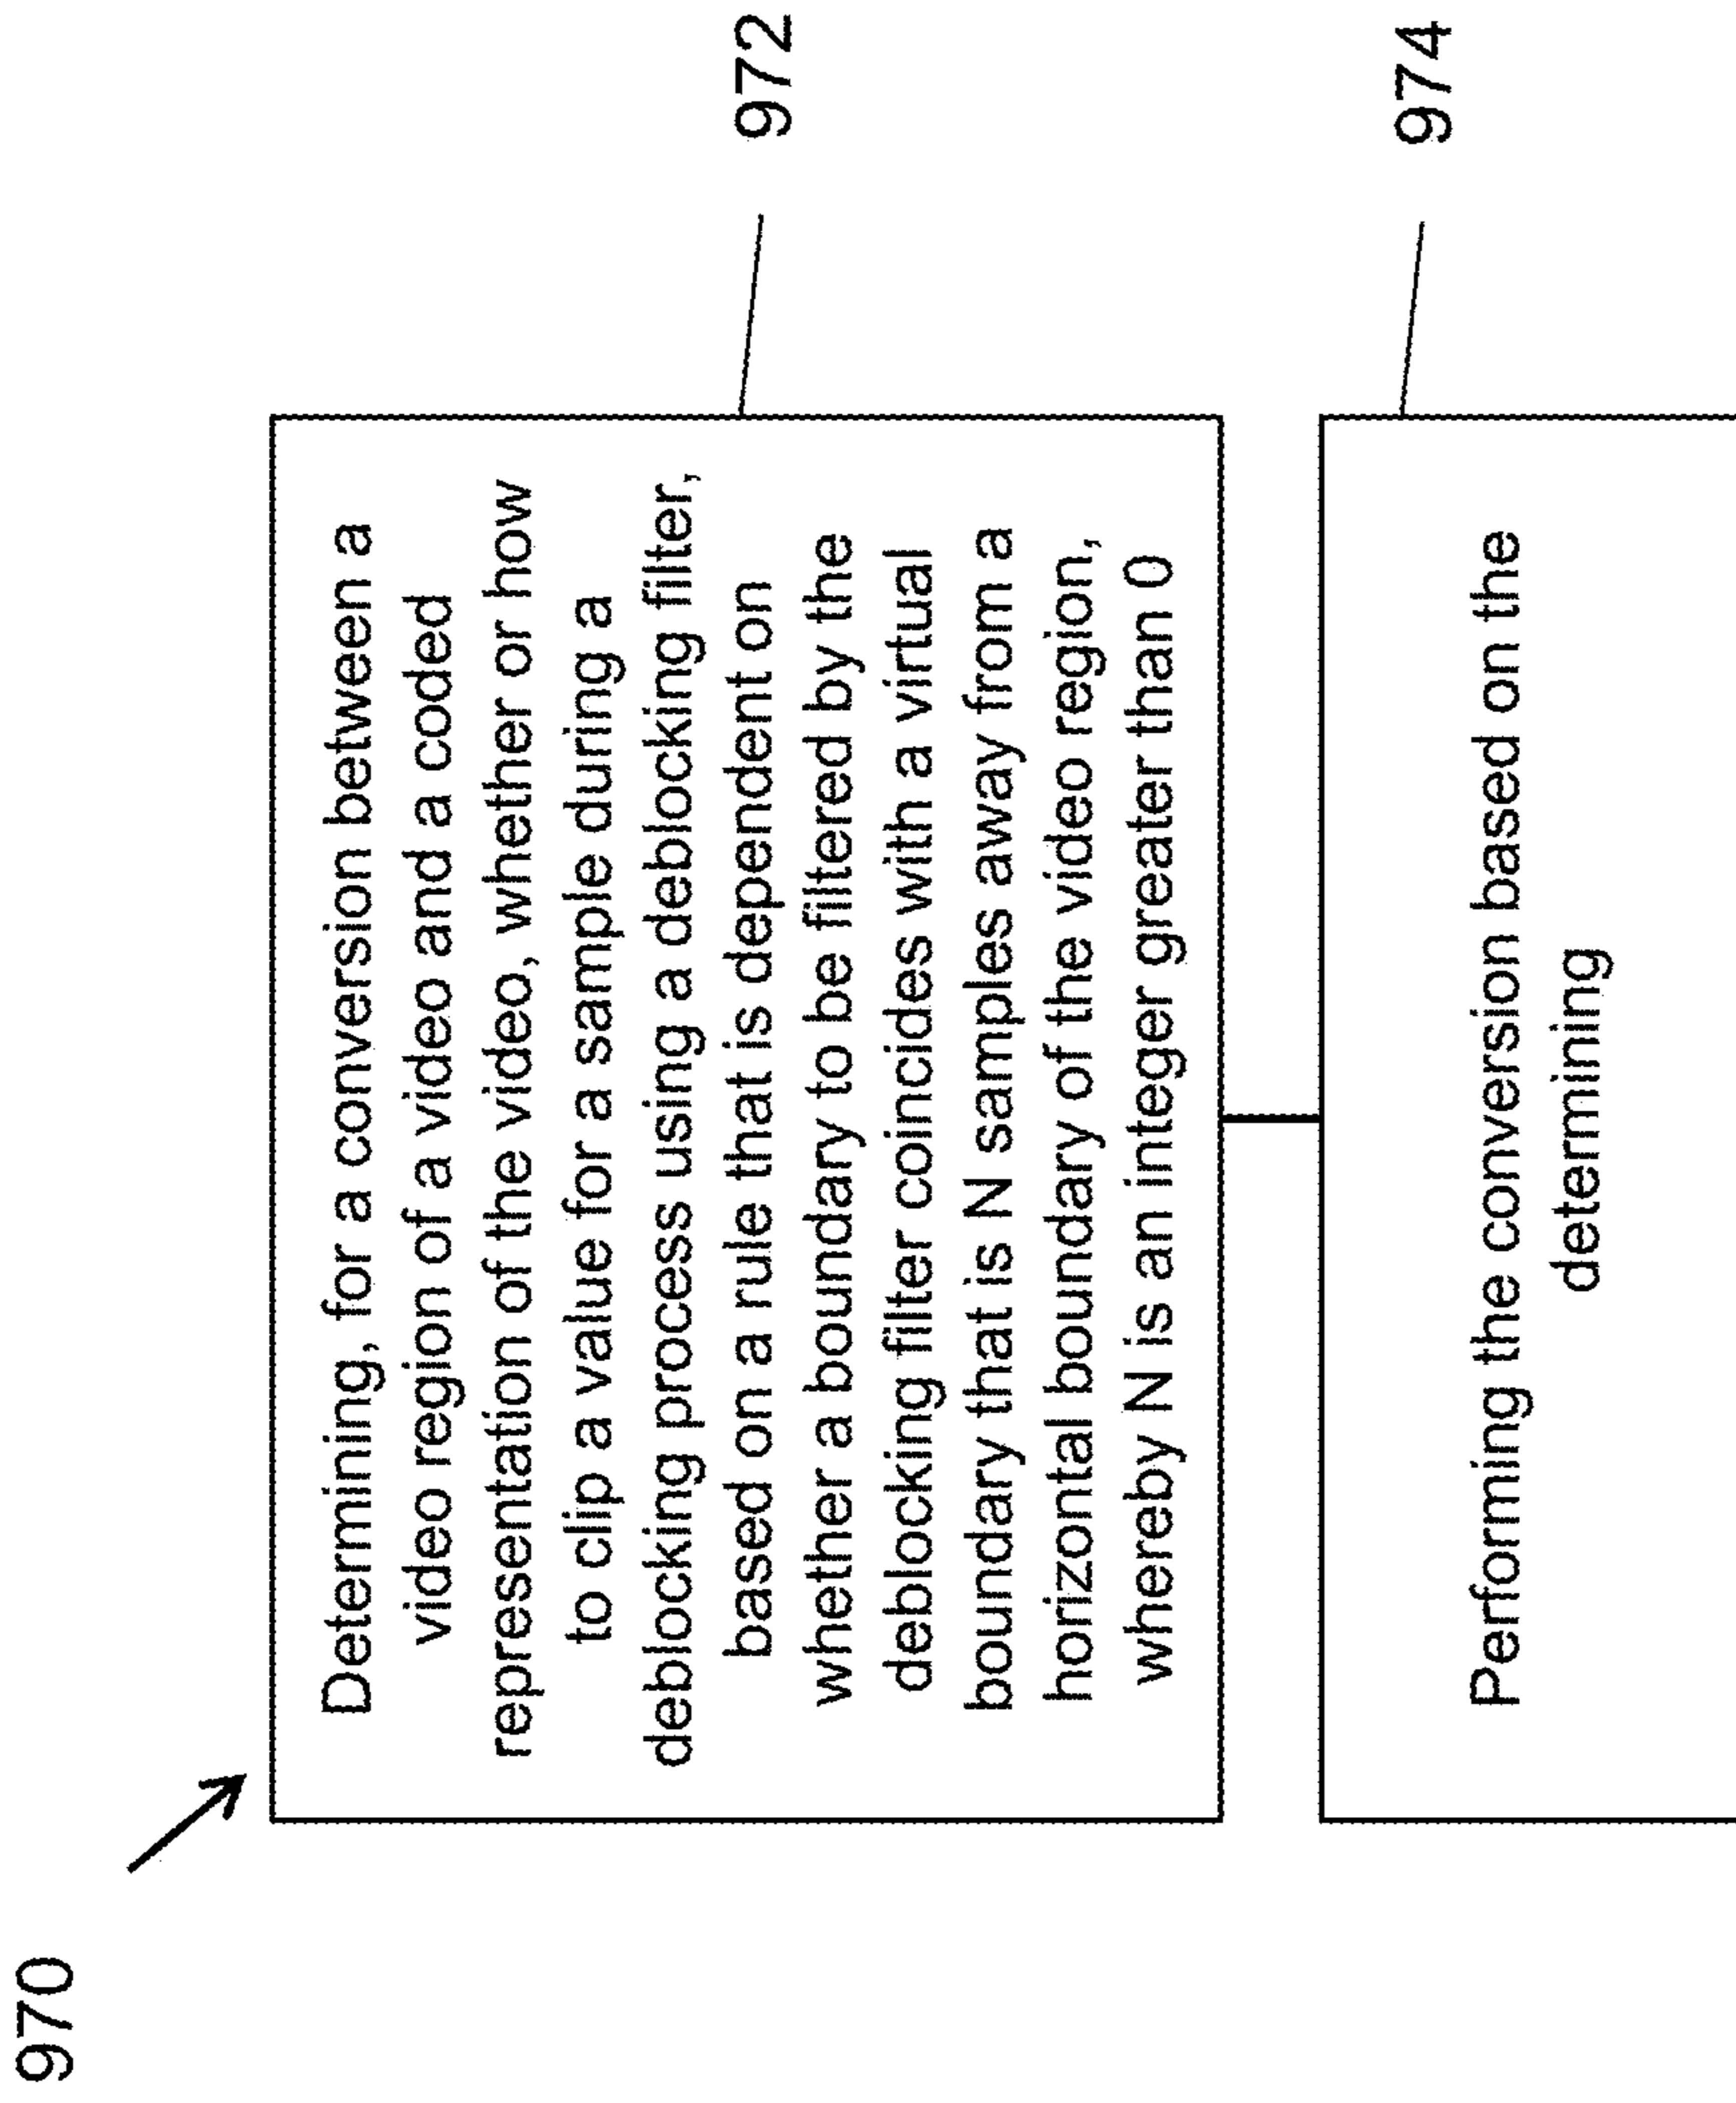 970
Determining, for a conversion between a
video region of a video and a coded
representation of the video, whether or how
to clip a value for a sample during a
deblocking process using a deblocking filter,
based on a rule that is dependent on
whether a boundary to be filtered by the
deblocking filter coincides with a virtual
boundary that is N samples away from a
horizontal boundary of the video region,
whereby N is an integer greater than 0
972
Performing the conversion based on the
determining
974